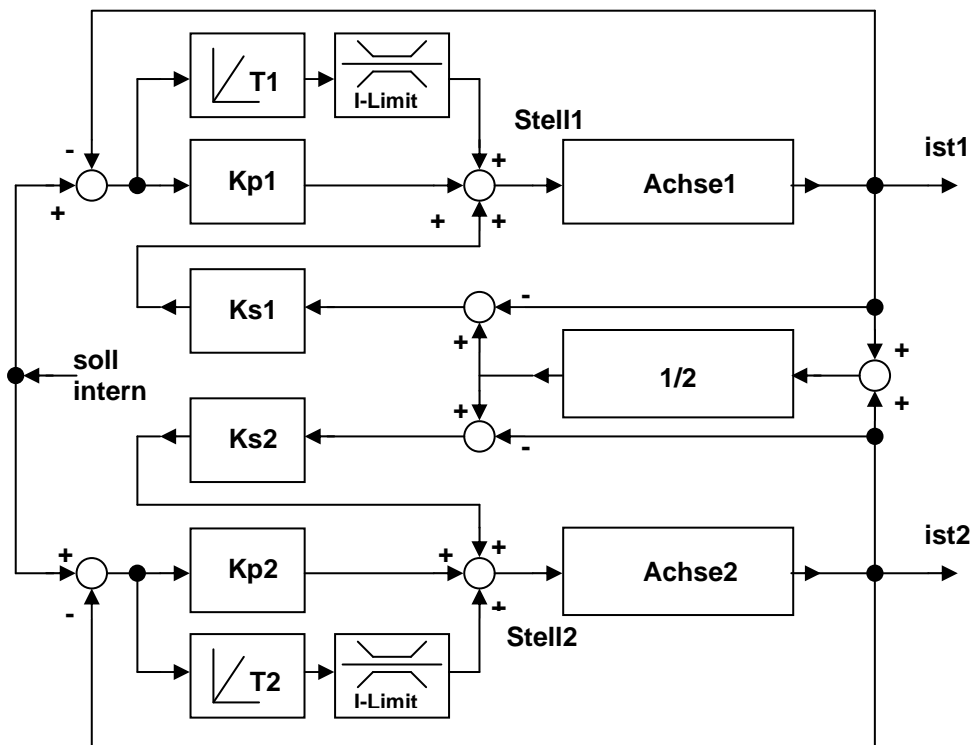 T1
I-Limit
-
+
Stell1
ist1
+
Kp1
Achse1
+
+
Ks1
-
+
soll
intern
1/2
+
+
+
Ks2
-
+
Kp2
+
+
Achse2
ist2
-
+
Stell2
T2
I-Limit